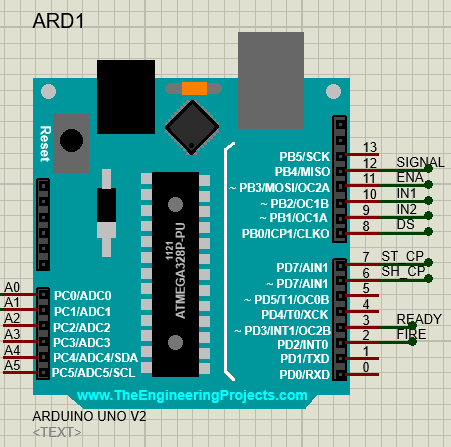 ARD1
Reset
1121
ATMEGA328P-PU
PB5/SCK 13
PB4/MISO 12 SIGNAL
~ PB3/MOSI/OC2A 11 ENA
~ PB2/OC1B 10 IN1
~ PB1/OC1A 9 IN2
PB0/ICP1/CLKO 8 DS
PD7/AIN1 7 ST_CP
~ PD7/AIN1 6 SH_CP
~ PD5/T1/OC0B 5
PD4/T0/XCK 4
~ PD3/INT1/OC2B 3 READY
PD2/INT0 2 FIRE
PD1/TXD 1
PD0/RXD 0
A0 PC0/ADC0
A1 PC1/ADC1
A2 PC2/ADC2
A3 PC3/ADC3
A4 PC4/ADC4/SDA
A5 PC5/ADC5/SCL
www.TheEngineeringProjects.com
ARDUINO UNO V2
<TEXT>